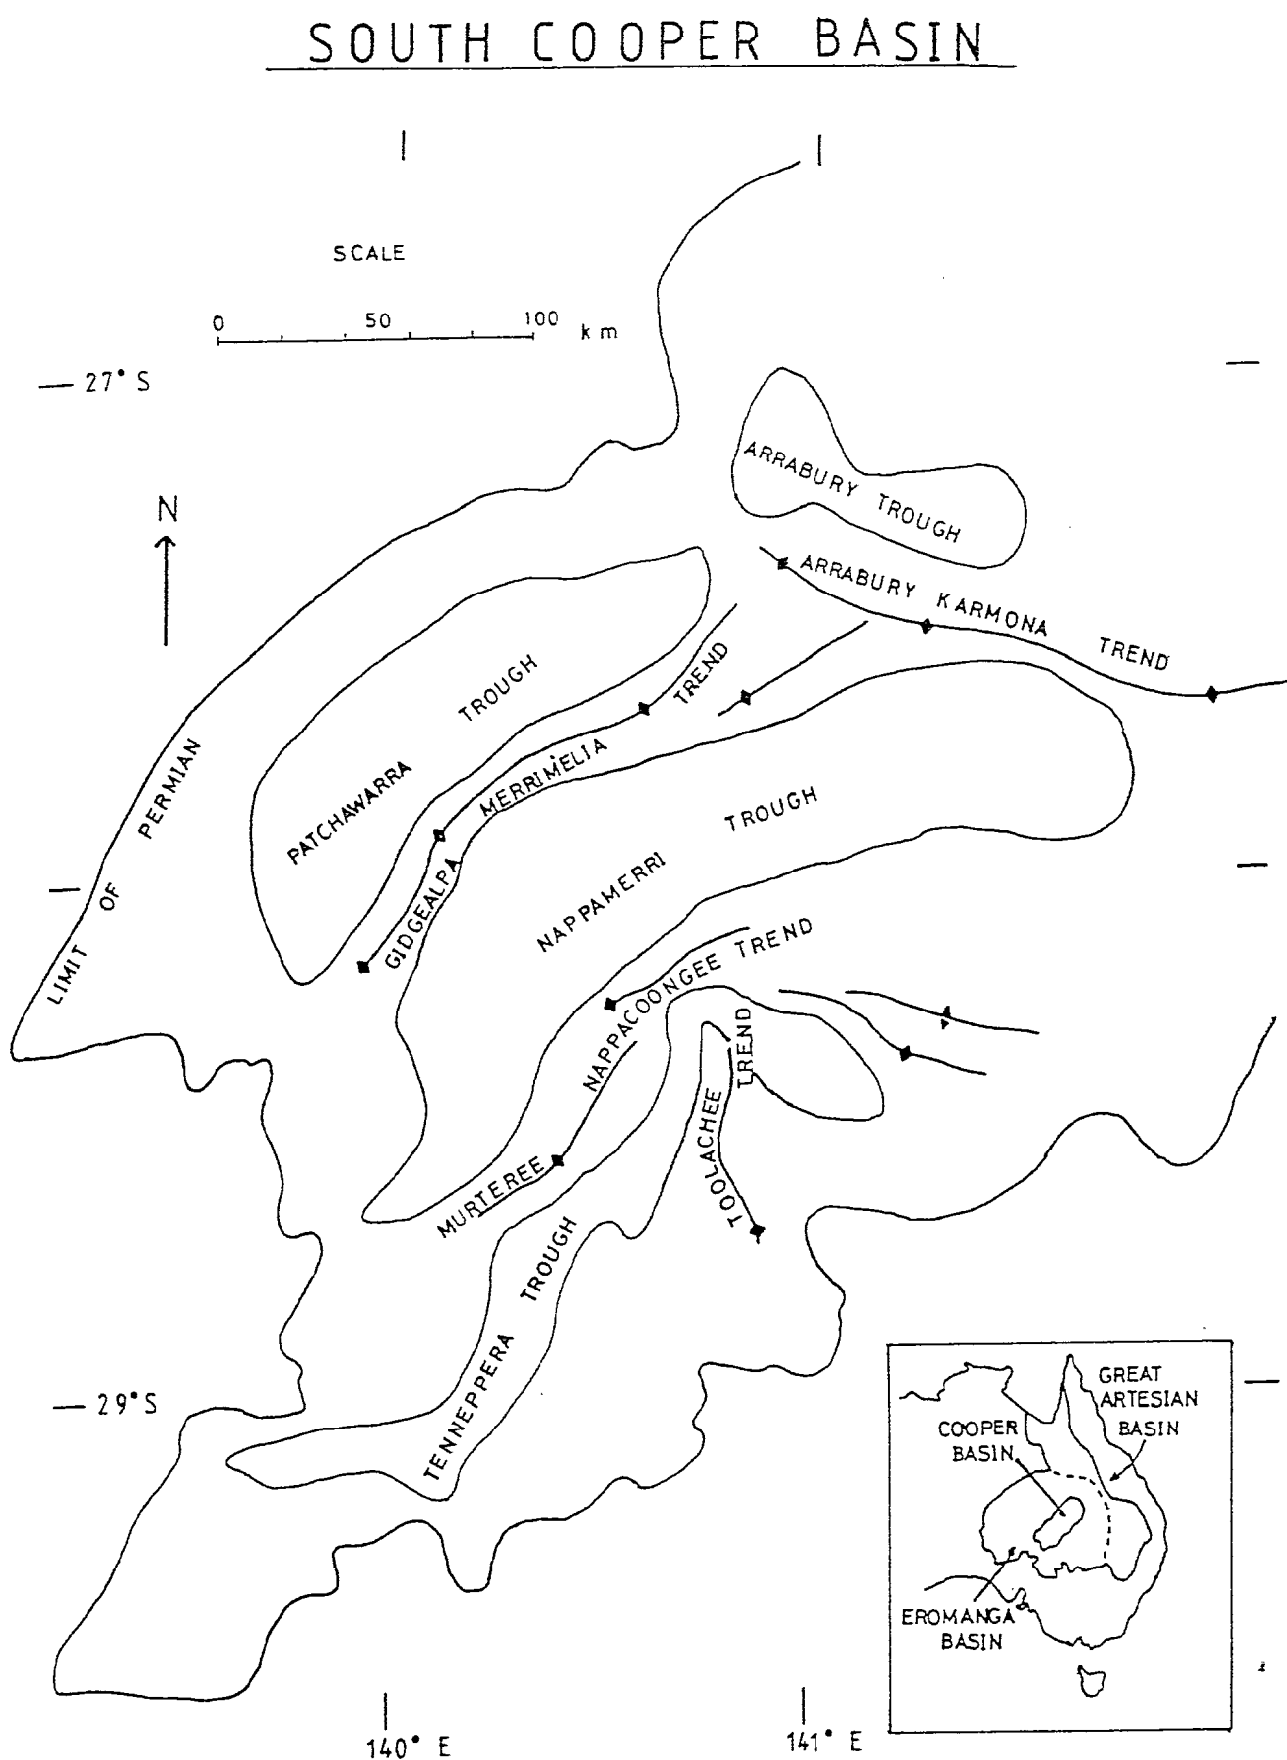 SOUTH COOPER BASIN
SCALE
0 50 100 km
27° S
N
ARRABURY TROUGH
ARRABURY KARMONA TREND
PATCHAWARRA TROUGH
GIDGEALPA MERRIMELIA TREND
LIMIT OF PERMIAN
NAPPAMERRI TROUGH
MURTEREE NAPPACOONGEE TREND
TOOLACHEE TREND
TENNEPPERA TROUGH
29° S
GREAT
ARTESIAN
BASIN
COOPER
BASIN
EROMANGA
BASIN
140° E
141° E